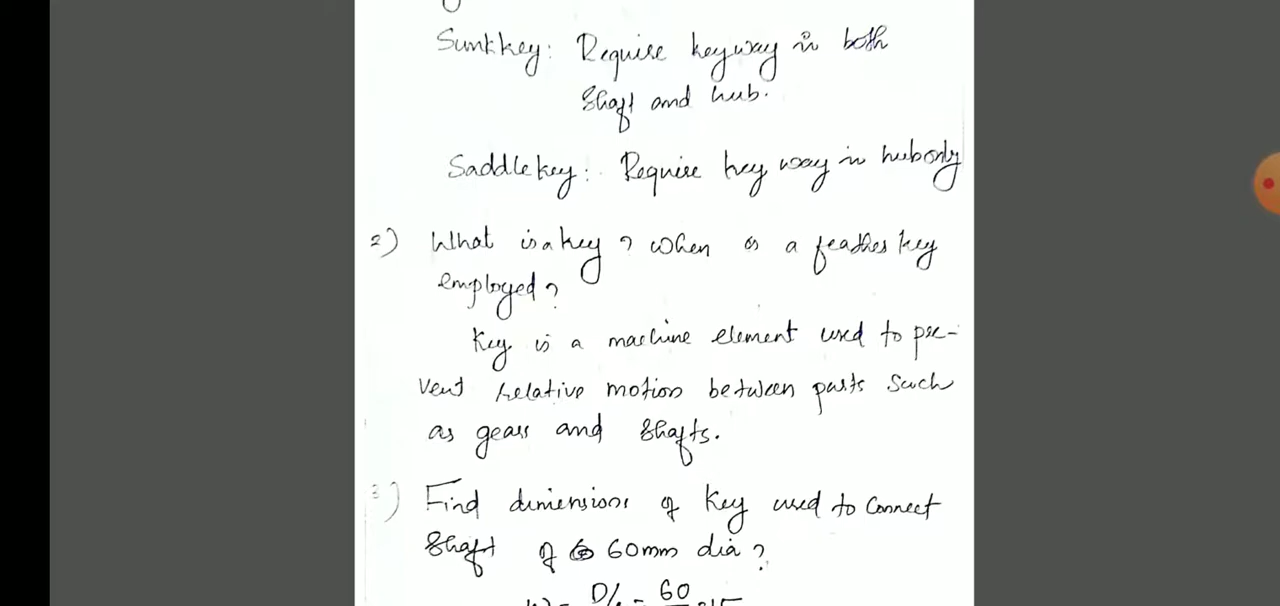 Sunkkey: Require keyway in both
shaft and hub.
Saddle key: Require key way in hub only
2) What is a key? When is a feather key
employed?
Key is a machine element used to pre-
vent relative motion between parts such
as gears and shafts.
3) Find dimensions of key used to connect
shaft of 60mm dia?
60